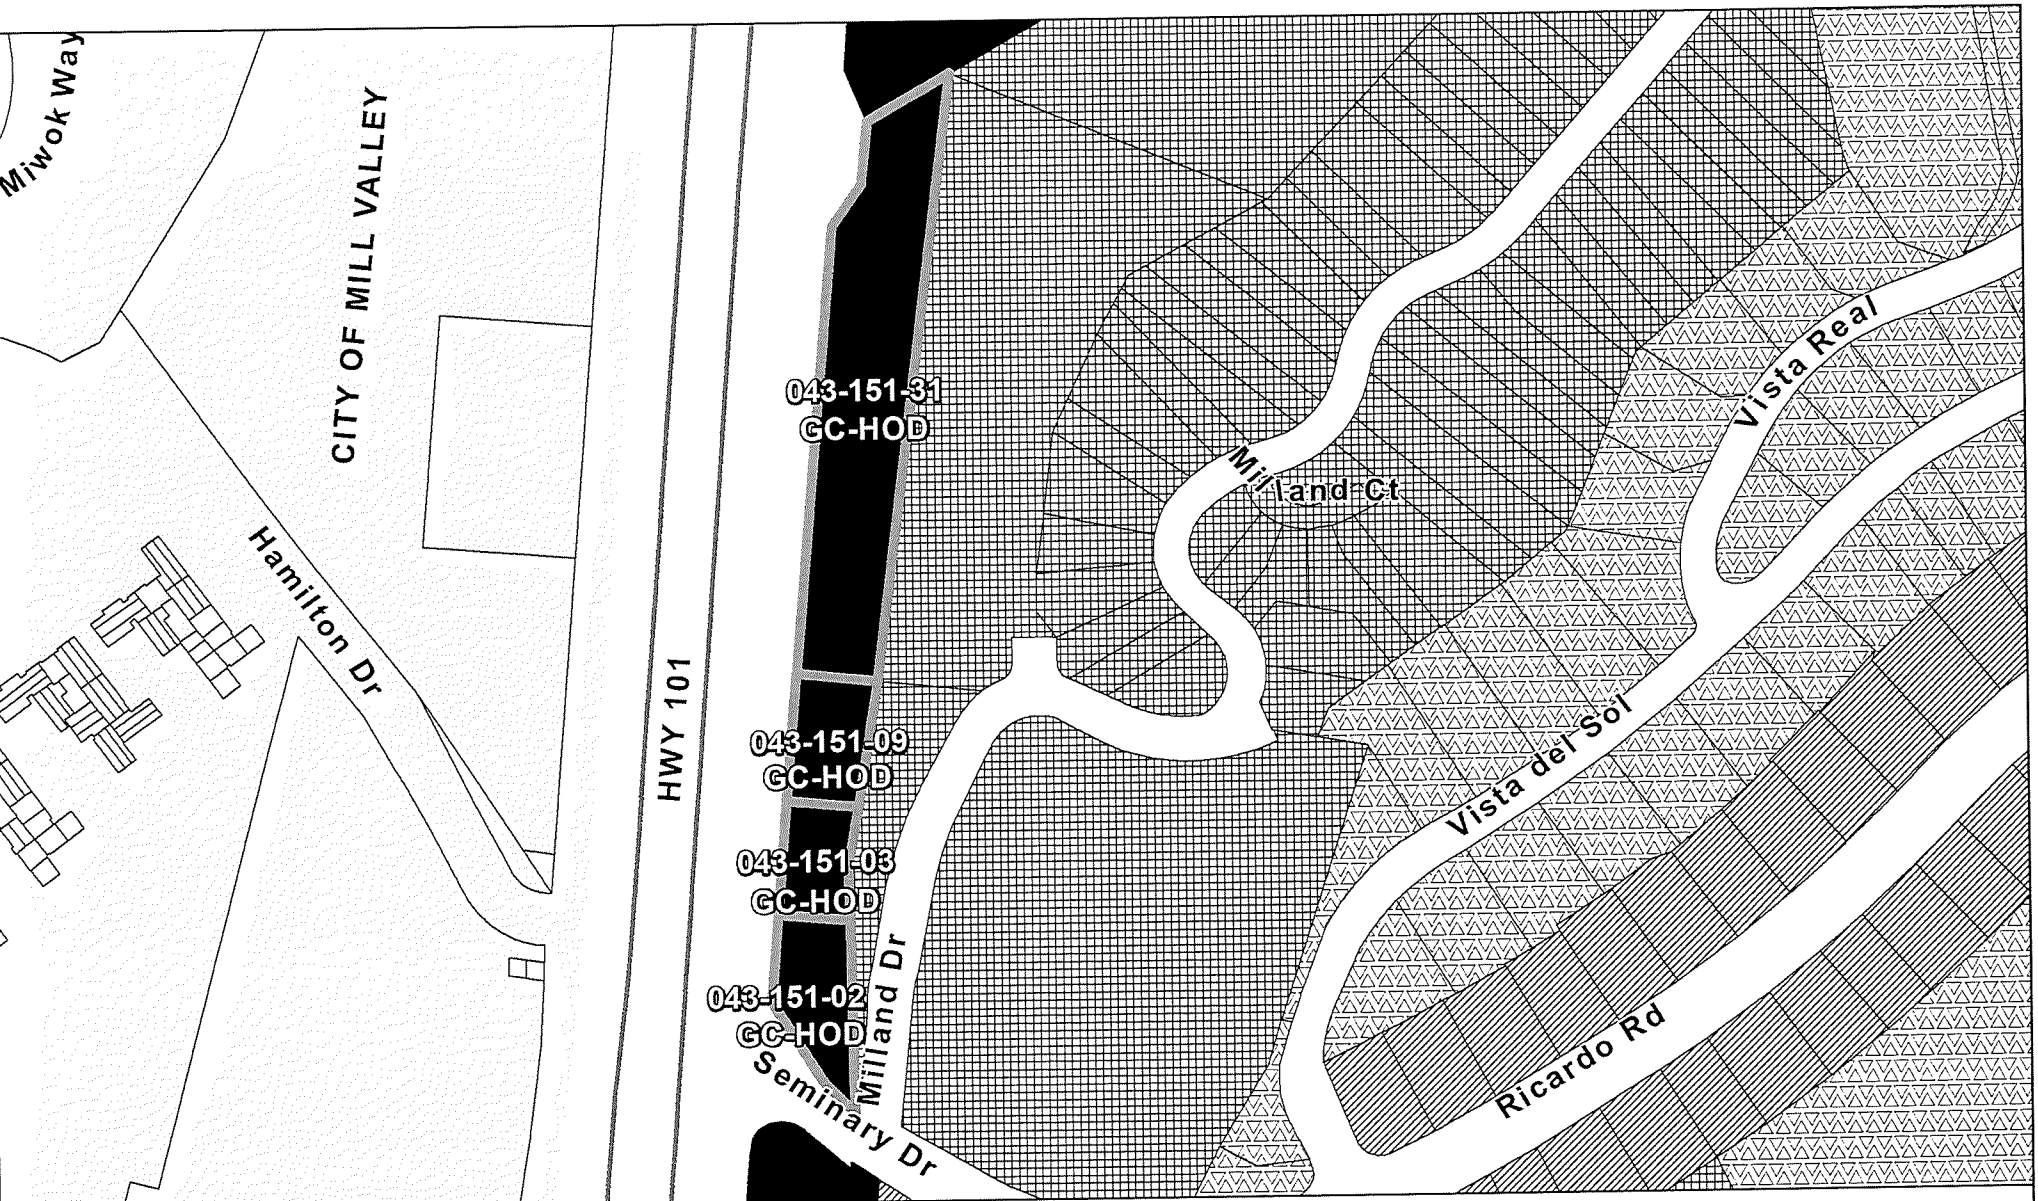 Miwok Way
CITY OF MILL VALLEY
Hamilton Dr
HWY 101
043-151-31
GC-HOD
043-151-09
GC-HOD
043-151-03
GC-HOD
043-151-02
GC-HOD
Milland Dr
Seminary Dr
Milland Ct
Vista Real
Vista del Sol
Ricardo Rd